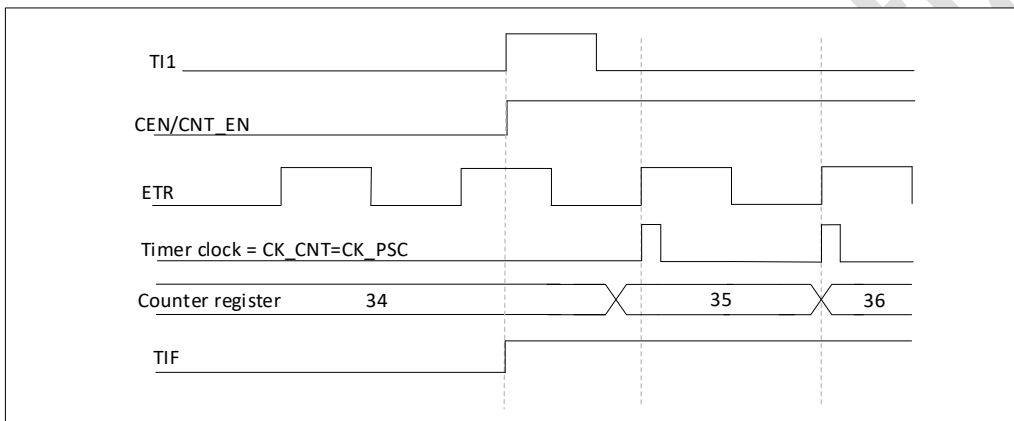 TI1
CEN/CNT_EN
ETR
Timer clock = CK_CNT=CK_PSC
Counter register 34 35 36
TIF